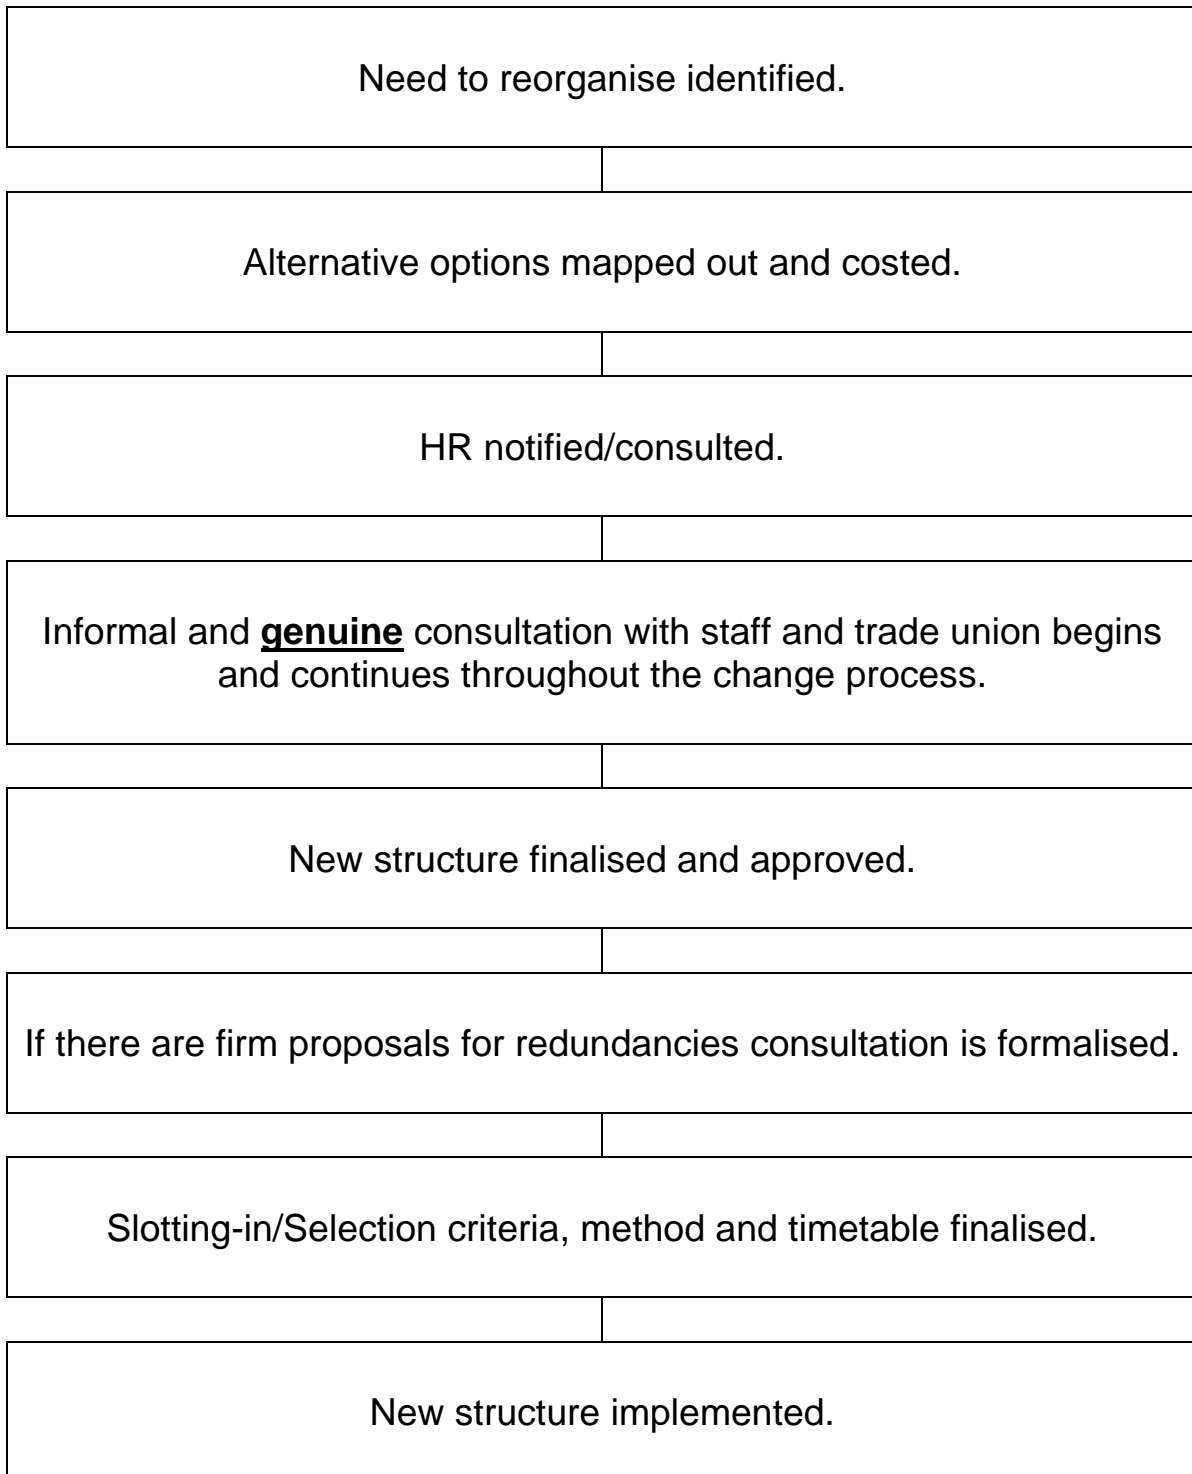 Need to reorganise identified.
Alternative options mapped out and costed.
HR notified/consulted.
Informal and genuine consultation with staff and trade union begins
and continues throughout the change process.
New structure finalised and approved.
If there are firm proposals for redundancies consultation is formalised.
Slotting-in/Selection criteria, method and timetable finalised.
New structure implemented.